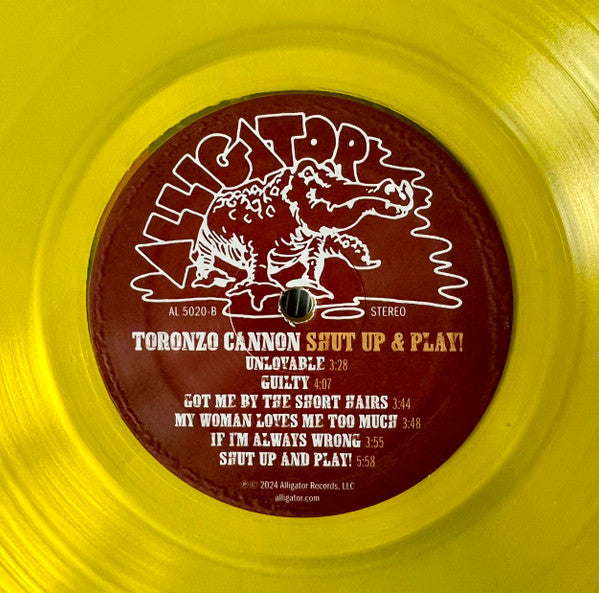 ALLIGATOR
AL 5020-B STEREO
TORONZO CANNON SHUT UP & PLAY!
UNLOVABLE 3:28
GUILTY 4:07
GOT ME BY THE SHORT HAIRS 3:44
MY WOMAN LOVES ME TOO MUCH 3:48
IF I'M ALWAYS WRONG 3:55
SHUT UP AND PLAY! 5:58
℗© 2024 Alligator Records, LLC
alligator.com